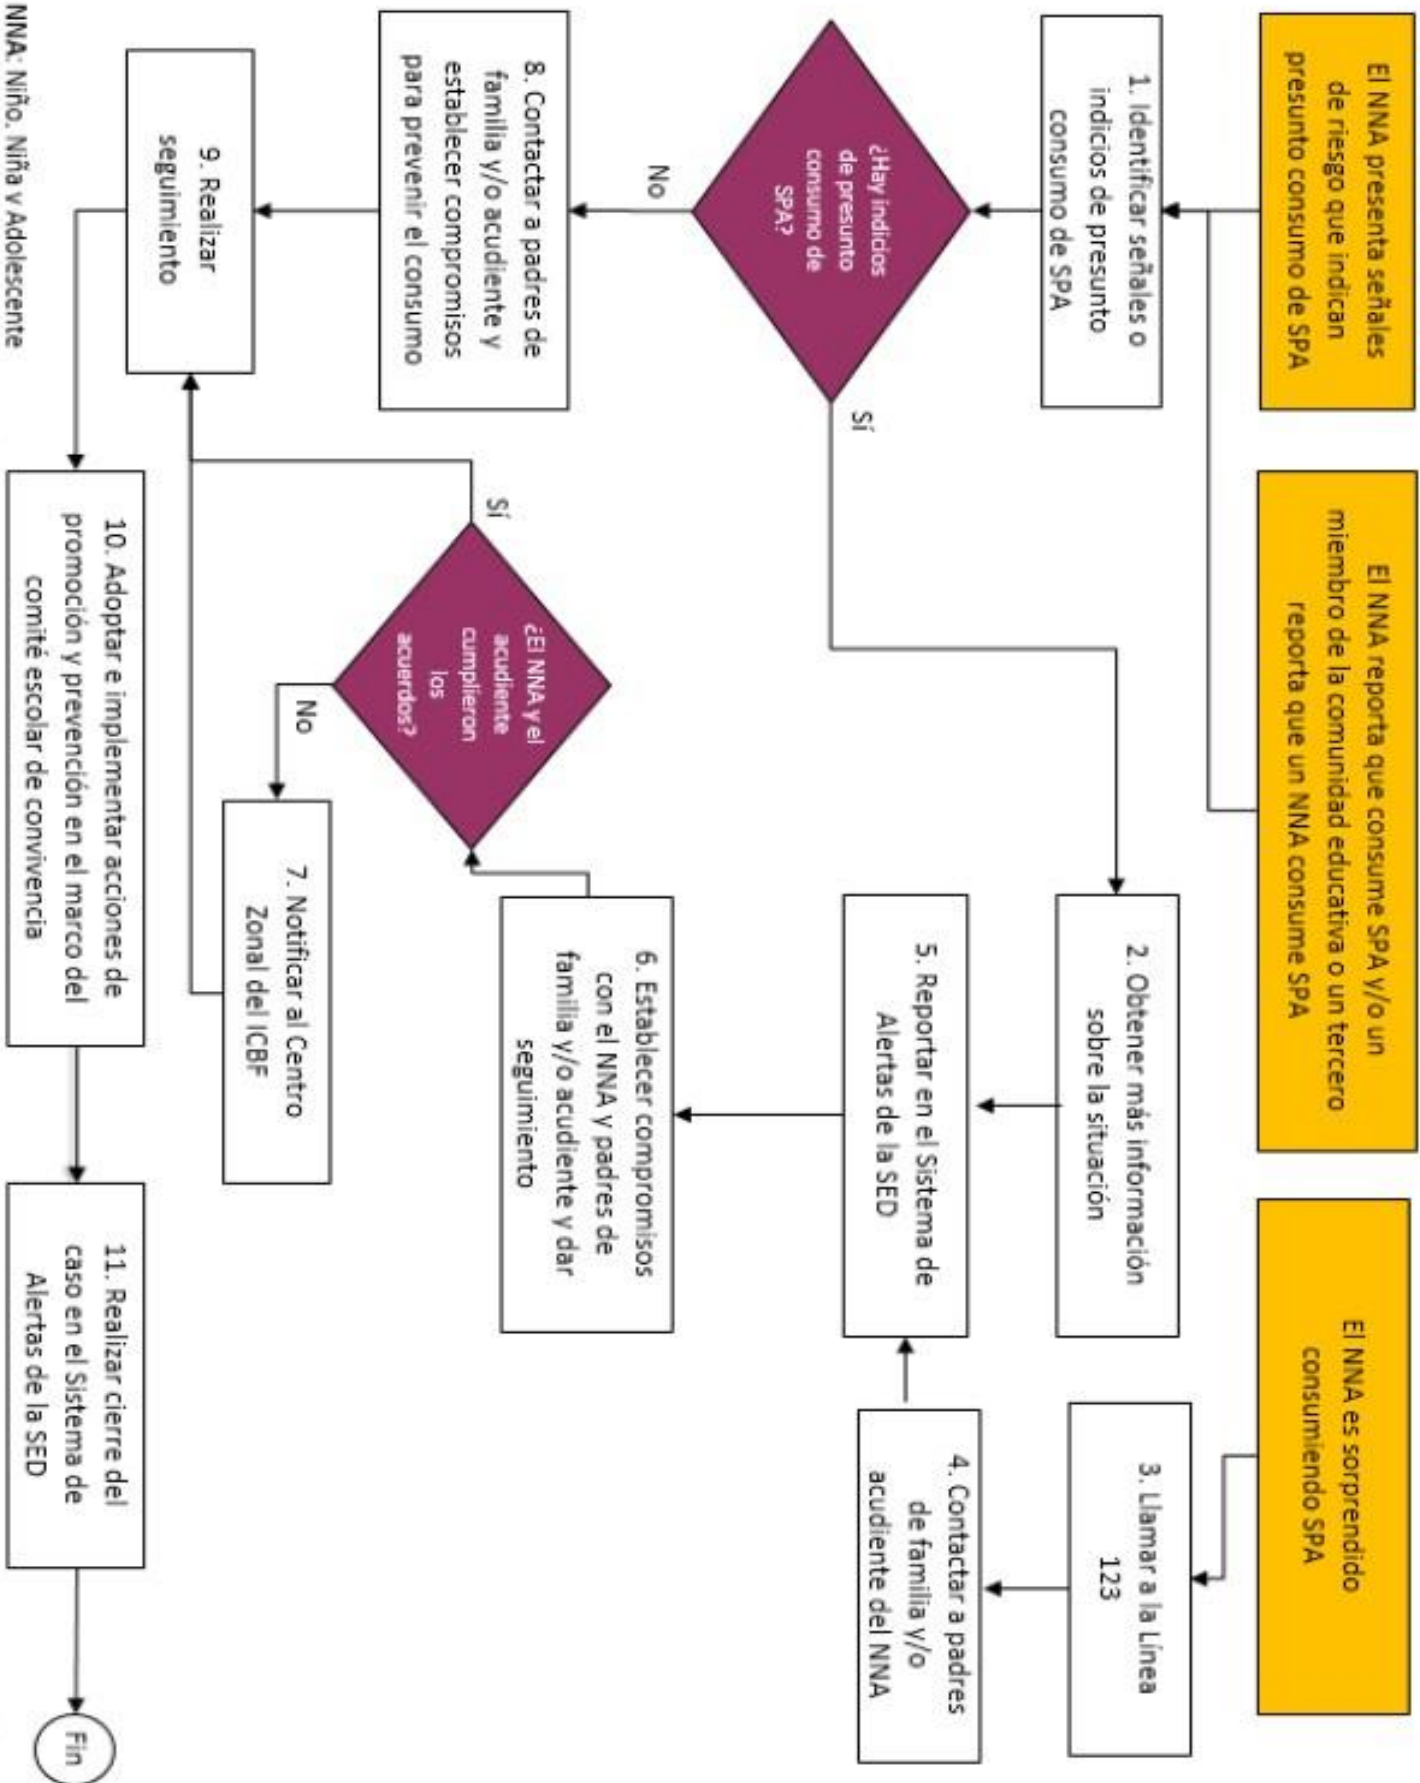 El NNA presenta señales
de riesgo que indican
presunto consumo de SPA
El NNA reporta que consume SPA y/o un
miembro de la comunidad educativa o un tercero
reporta que un NNA consume SPA
El NNA es sorprendido
consumiendo SPA
1. Identificar señales o
indicios de presunto
consumo de SPA
2. Obtener más información
sobre la situación
3. Llamar a la Línea
123
¿Hay indicios
de presunto
consumo de
SPA?
Sí
No
5. Reportar en el Sistema de
Alertas de la SED
4. Contactar a padres
de familia y/o
acudiente del NNA
8. Contactar a padres de
familia y/o acudiente y
establecer compromisos
para prevenir el consumo
¿El NNA y el
acudiente
cumplieron
los
acuerdos?
Sí
No
6. Establecer compromisos
con el NNA y padres de
familia y/o acudiente y dar
seguimiento
7. Notificar al Centro
Zonal del ICBF
9. Realizar
seguimiento
10. Adoptar e implementar acciones de
promoción y prevención en el marco del
comité escolar de convivencia
11. Realizar cierre del
caso en el Sistema de
Alertas de la SED
Fin
NNA: Niño. Niña y Adolescente